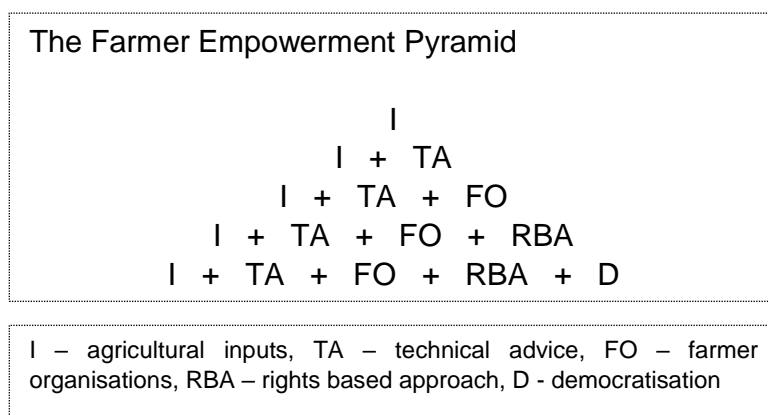 The Farmer Empowerment Pyramid
I
I + TA
I + TA + FO
I + TA + FO + RBA
I + TA + FO + RBA + D
I – agricultural inputs, TA – technical advice, FO – farmer
organisations, RBA – rights based approach, D - democratisation